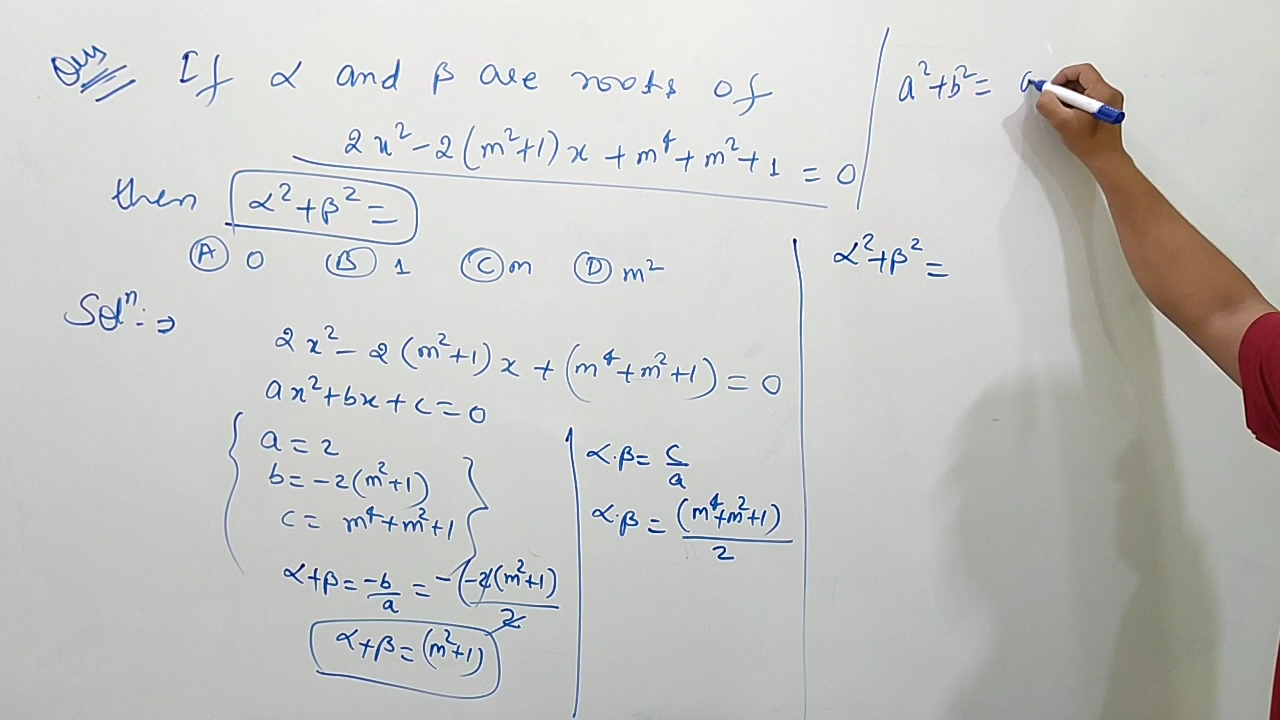 Ques If α and β are roots of
2x²-2(m²+1)x+m⁴+m²+1=0
then α²+β²=
(A) 0 (B) 1 (C) m (D) m²
Solⁿ:⇒
2x²-2(m²+1)x+(m⁴+m²+1)=0
ax²+bx+c=0
a=2
b=-2(m²+1)
c= m⁴+m²+1
α+β=-b/a=-(-2(m²+1)/2
α+β=(m²+1)
α.β=c/a
α.β=(m⁴+m²+1)/2
a²+b²=
α²+β²=